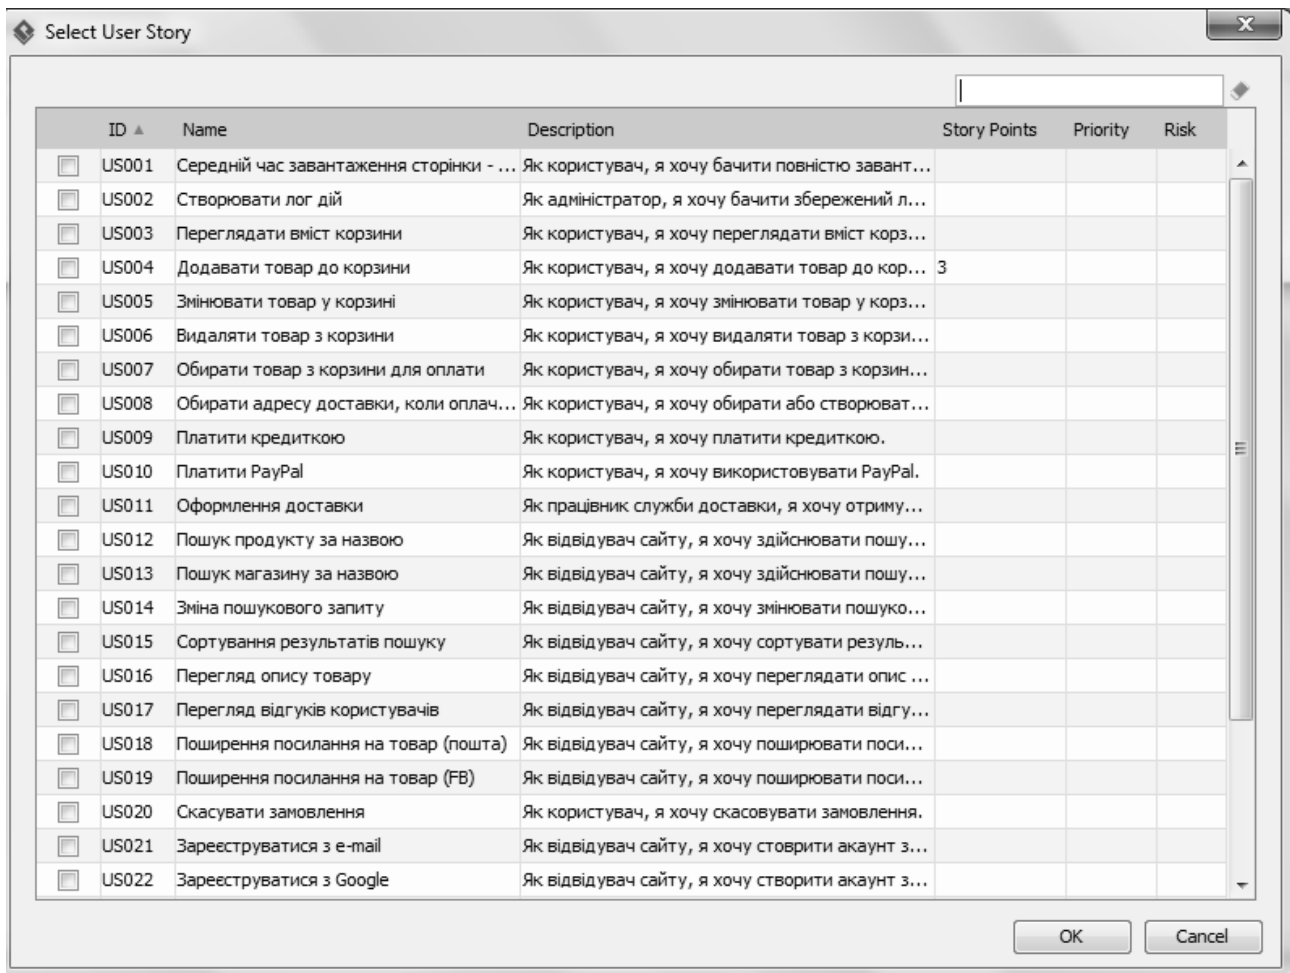 Select User Story
ID Name Description Story Points Priority Risk
US001 Середній час завантаження сторінки - ... Як користувач, я хочу бачити повністю завант...
US002 Створювати лог дій Як адміністратор, я хочу бачити збережений л...
US003 Переглядати вміст корзини Як користувач, я хочу переглядати вміст корз...
US004 Додавати товар до корзини Як користувач, я хочу додавати товар до кор... 3
US005 Змінювати товар у корзині Як користувач, я хочу змінювати товар у корз...
US006 Видаляти товар з корзини Як користувач, я хочу видаляти товар з корзи...
US007 Обирати товар з корзини для оплати Як користувач, я хочу обирати товар з корзин...
US008 Обирати адресу доставки, коли оплач... Як користувач, я хочу обирати або створюват...
US009 Платити кредиткою Як користувач, я хочу платити кредиткою.
US010 Платити PayPal Як користувач, я хочу використовувати PayPal.
US011 Оформлення доставки Як працівник служби доставки, я хочу отриму...
US012 Пошук продукту за назвою Як відвідувач сайту, я хочу здійснювати пошу...
US013 Пошук магазину за назвою Як відвідувач сайту, я хочу здійснювати пошу...
US014 Зміна пошукового запиту Як відвідувач сайту, я хочу змінювати пошуко...
US015 Сортування результатів пошуку Як відвідувач сайту, я хочу сортувати резуль...
US016 Перегляд опису товару Як відвідувач сайту, я хочу переглядати опис ...
US017 Перегляд відгуків користувачів Як відвідувач сайту, я хочу переглядати відгу...
US018 Поширення посилання на товар (пошта) Як відвідувач сайту, я хочу поширювати поси...
US019 Поширення посилання на товар (FB) Як відвідувач сайту, я хочу поширювати поси...
US020 Скасувати замовлення Як користувач, я хочу скасовувати замовлення.
US021 Зареєструватися з e-mail Як відвідувач сайту, я хочу стоврити акаунт з...
US022 Зареєструватися з Google Як відвідувач сайту, я хочу створити акаунт з...
OK Cancel